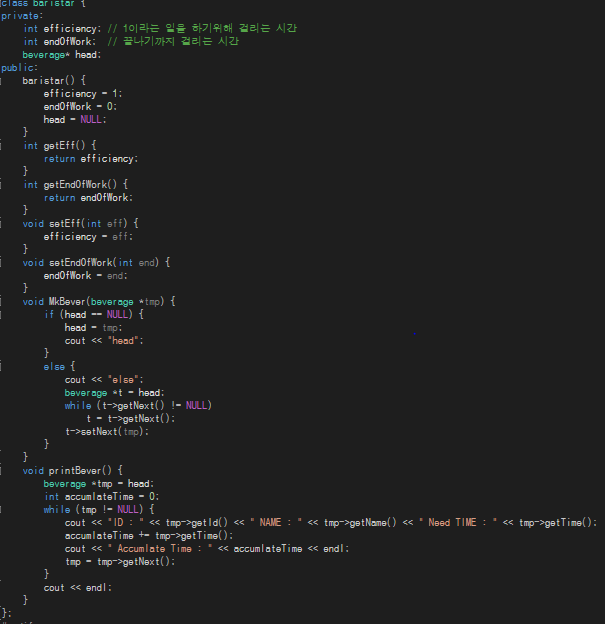 class baristar {
private:
int efficiency; // 1이라는 일을 하기위해 걸리는 시간
int endOfWork; // 끝나기까지 걸리는 시간
beverage* head;
public:
baristar() {
efficiency = 1;
endOfWork = 0;
head = NULL;
}
int getEff() {
return efficiency;
}
int getEndOfWork() {
return endOfWork;
}
void setEff(int eff) {
efficiency = eff;
}
void setEndOfWork(int end) {
endOfWork = end;
}
void MkBever(beverage *tmp) {
if (head == NULL) {
head = tmp;
cout << "head";
}
else {
cout << "else";
beverage *t = head;
while (t->getNext() != NULL)
t = t->getNext();
t->setNext(tmp);
}
}
void printBever() {
beverage *tmp = head;
int accumlateTime = 0;
while (tmp != NULL) {
cout << "ID : " << tmp->getId() << " NAME : " << tmp->getName() << " Need TIME : " << tmp->getTime();
accumlateTime += tmp->getTime();
cout << " Accumlate Time : " << accumlateTime << endl;
tmp = tmp->getNext();
}
cout << endl;
}
};